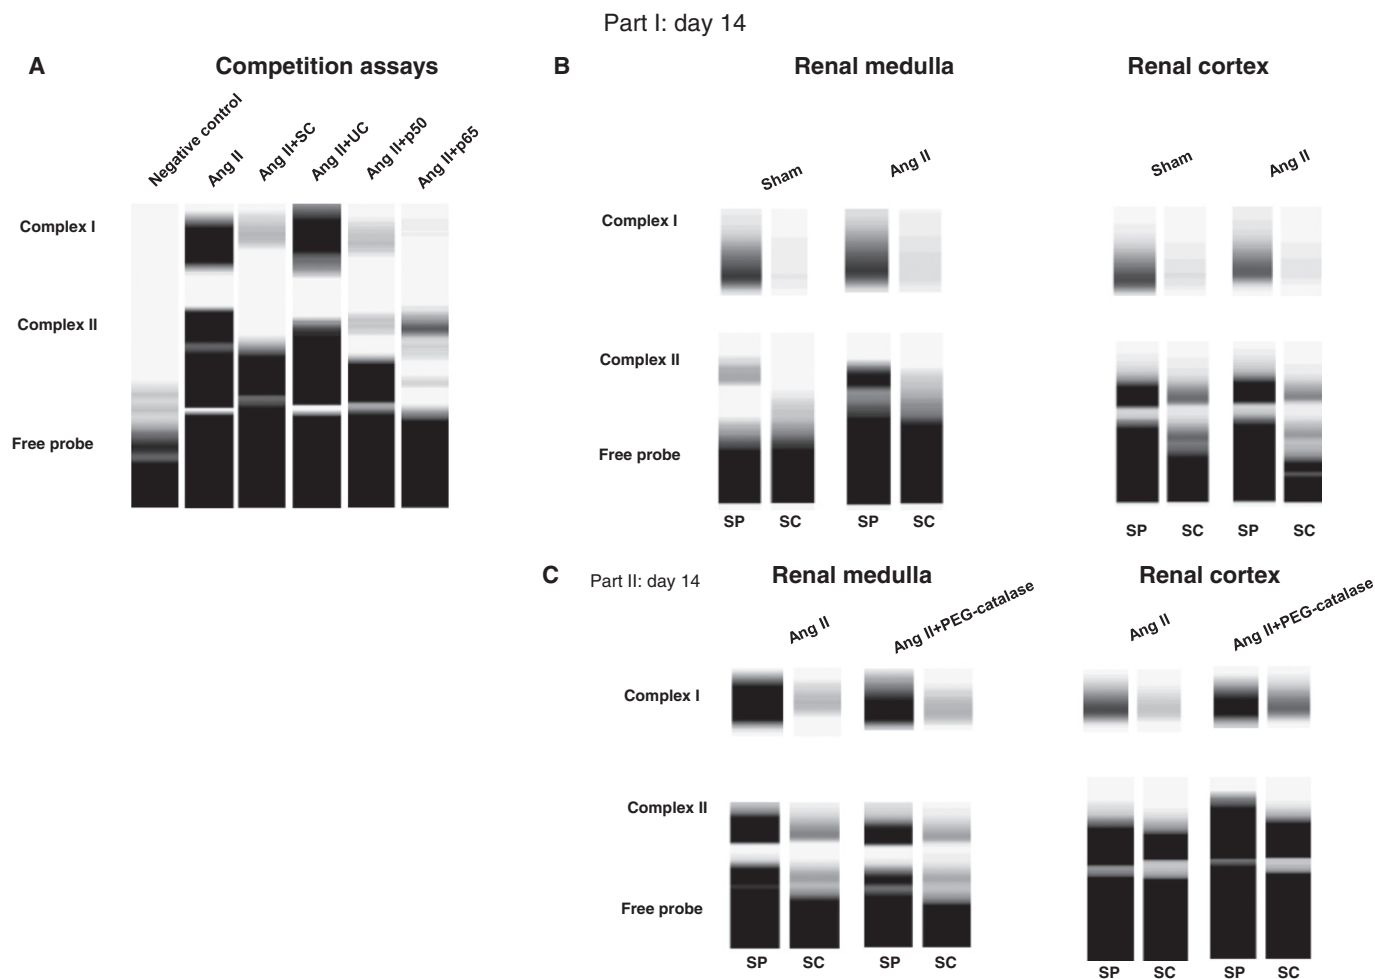 Part I: day 14
A
Competition assays
Negative control
Ang II
Ang II+SC
Ang II+UC
Ang II+p50
Ang II+p65
Complex I
Complex II
Free probe
B
Renal medulla
Renal cortex
Sham
Ang II
Sham
Ang II
Complex I
Complex II
Free probe
SP SC SP SC
SP SC SP SC
C
Part II: day 14
Renal medulla
Renal cortex
Ang II
Ang II+PEG-catalase
Ang II
Ang II+PEG-catalase
Complex I
Complex II
Free probe
SP SC SP SC
SP SC SP SC